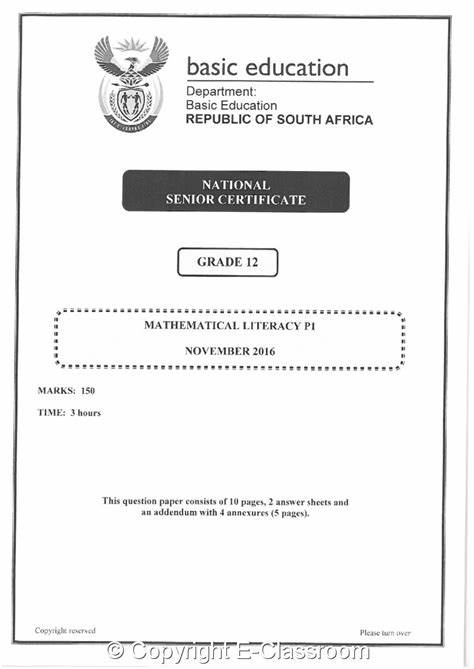 basic education
Department:
Basic Education
REPUBLIC OF SOUTH AFRICA
NATIONAL
SENIOR CERTIFICATE
GRADE 12
MATHEMATICAL LITERACY P1
NOVEMBER 2016
MARKS: 150
TIME: 3 hours
This question paper consists of 10 pages, 2 answer sheets and
an addendum with 4 annexures (5 pages).
Copyright reserved
Please turn over
© Copyright E-Classroom